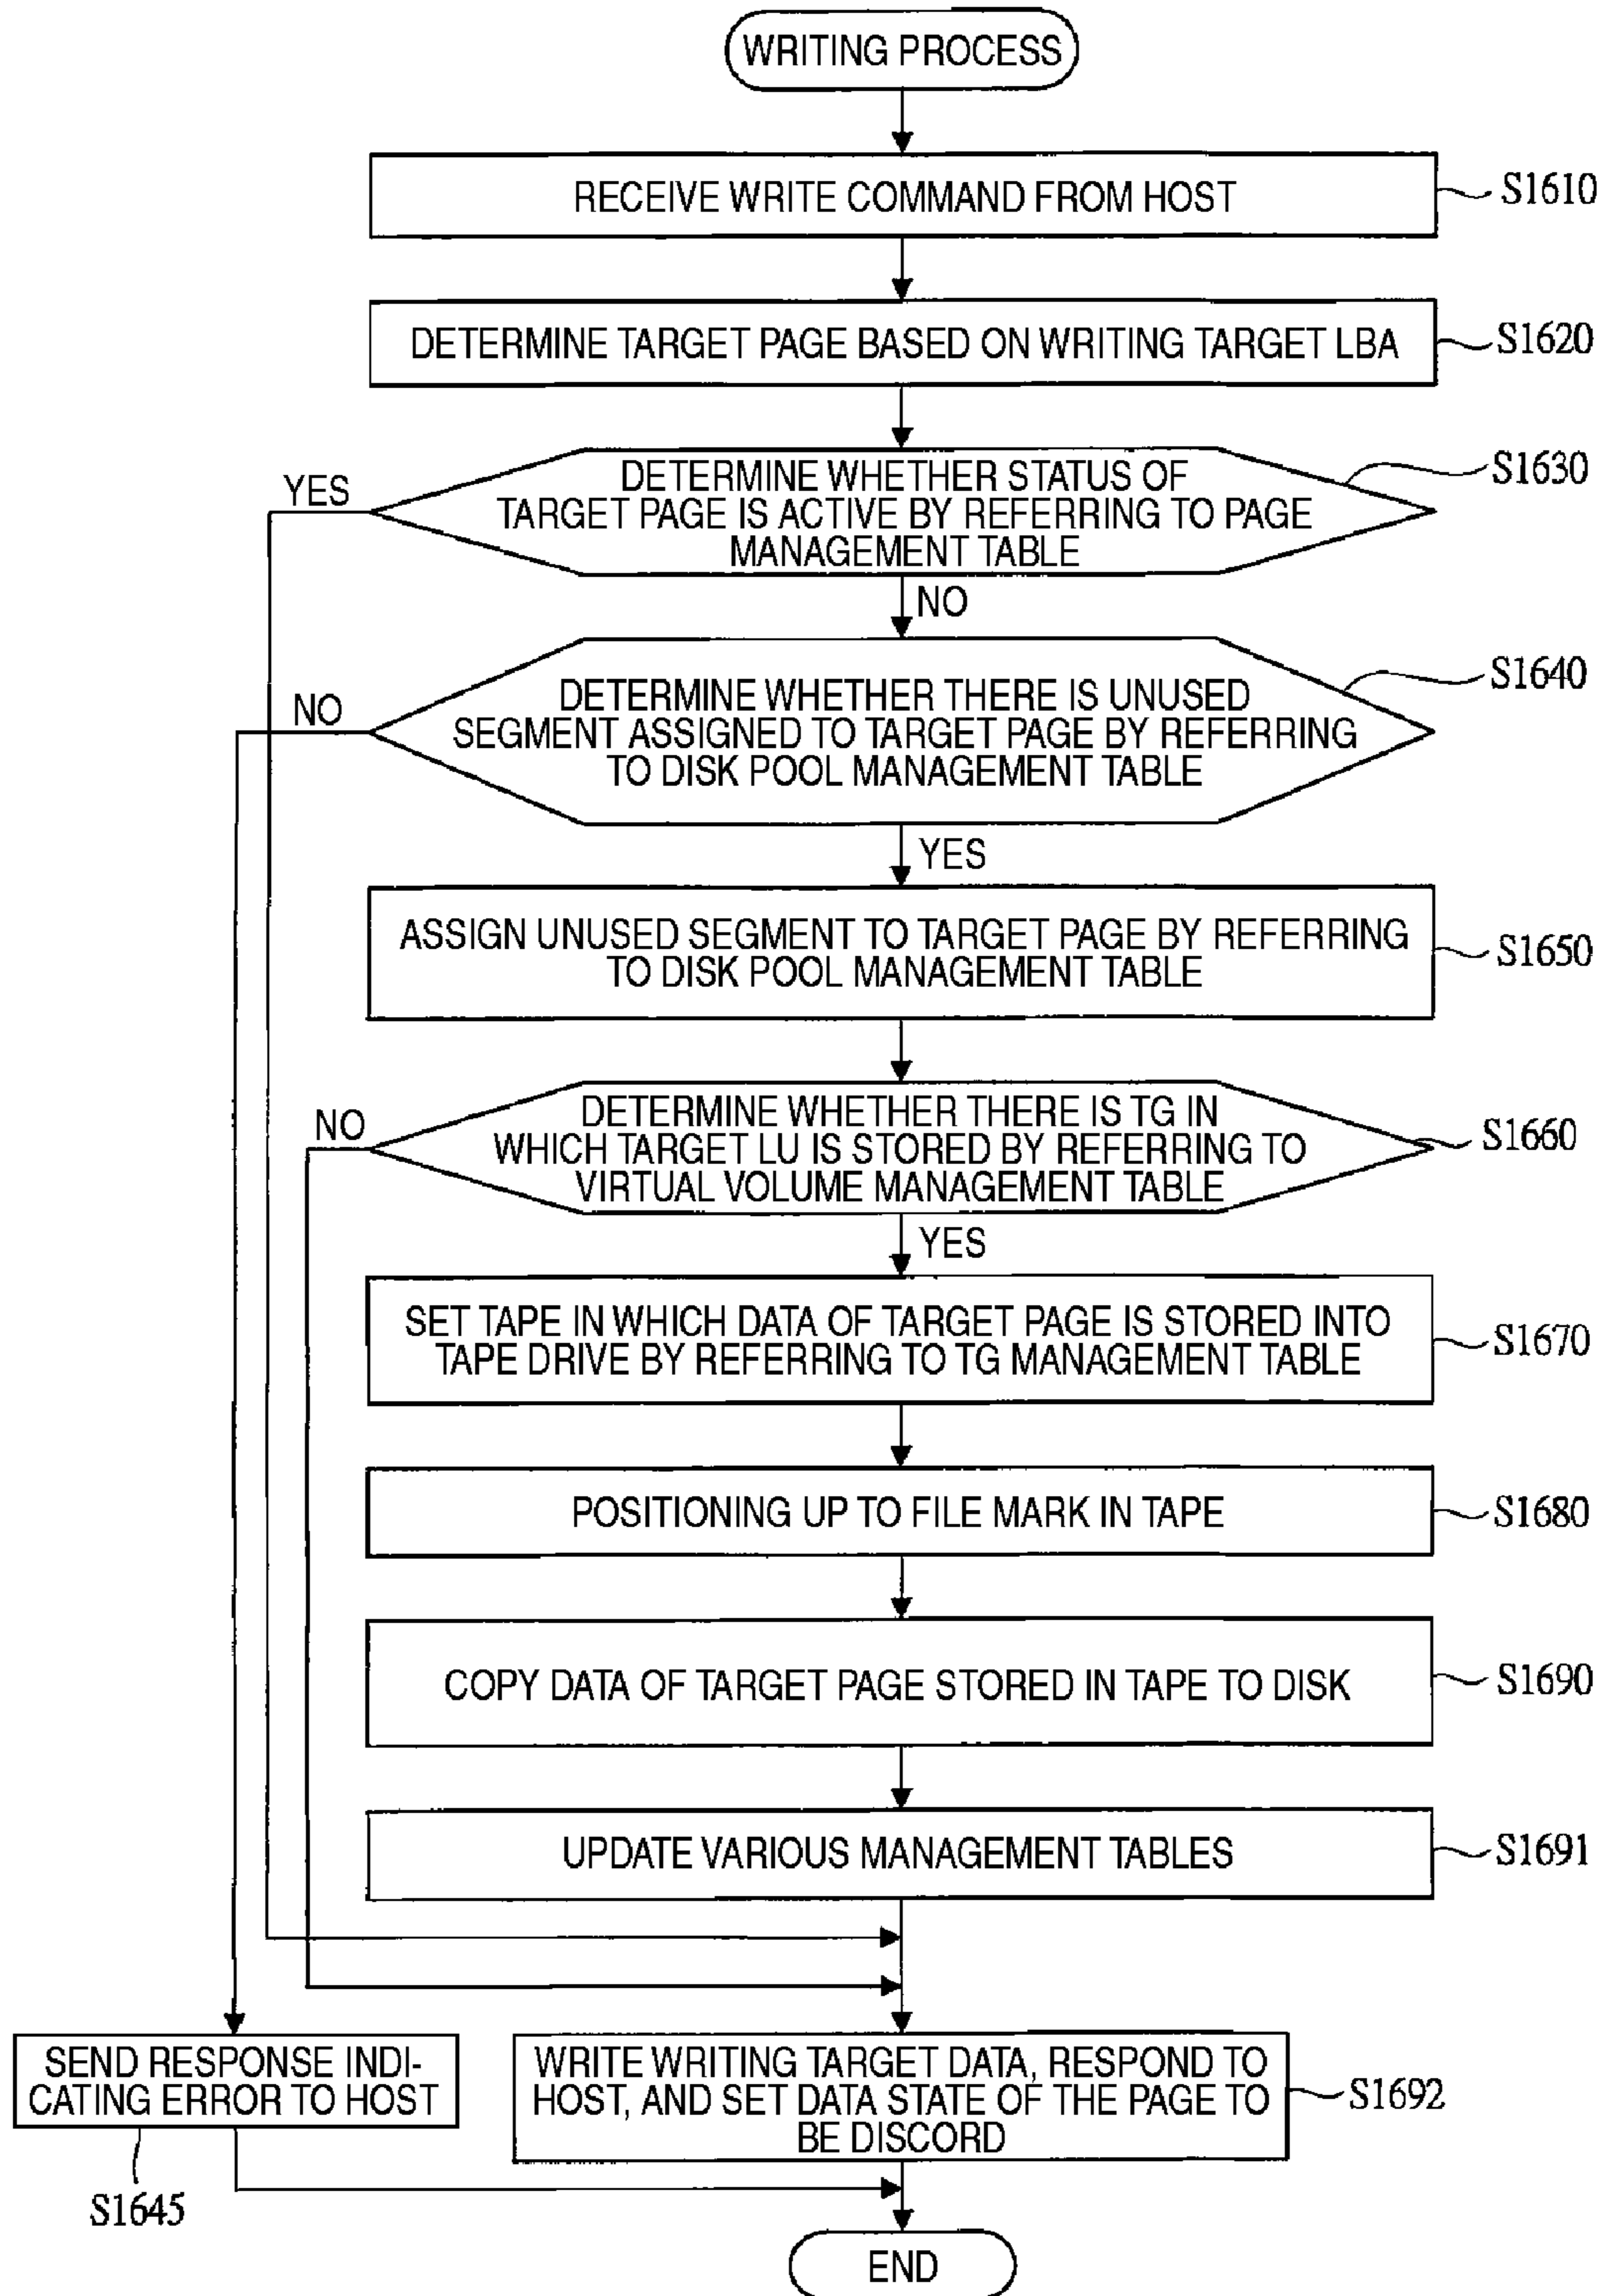 WRITING PROCESS
RECEIVE WRITE COMMAND FROM HOST
S1610
DETERMINE TARGET PAGE BASED ON WRITING TARGET LBA
S1620
DETERMINE WHETHER STATUS OF
TARGET PAGE IS ACTIVE BY REFERRING TO PAGE
MANAGEMENT TABLE
S1630
YES
NO
DETERMINE WHETHER THERE IS UNUSED
SEGMENT ASSIGNED TO TARGET PAGE BY REFERRING
TO DISK POOL MANAGEMENT TABLE
S1640
NO
YES
ASSIGN UNUSED SEGMENT TO TARGET PAGE BY REFERRING
TO DISK POOL MANAGEMENT TABLE
S1650
DETERMINE WHETHER THERE IS TG IN
WHICH TARGET LU IS STORED BY REFERRING TO
VIRTUAL VOLUME MANAGEMENT TABLE
S1660
NO
YES
SET TAPE IN WHICH DATA OF TARGET PAGE IS STORED INTO
TAPE DRIVE BY REFERRING TO TG MANAGEMENT TABLE
S1670
POSITIONING UP TO FILE MARK IN TAPE
S1680
COPY DATA OF TARGET PAGE STORED IN TAPE TO DISK
S1690
UPDATE VARIOUS MANAGEMENT TABLES
S1691
SEND RESPONSE INDI-
CATING ERROR TO HOST
S1645
WRITE WRITING TARGET DATA, RESPOND TO
HOST, AND SET DATA STATE OF THE PAGE TO
BE DISCORD
S1692
END